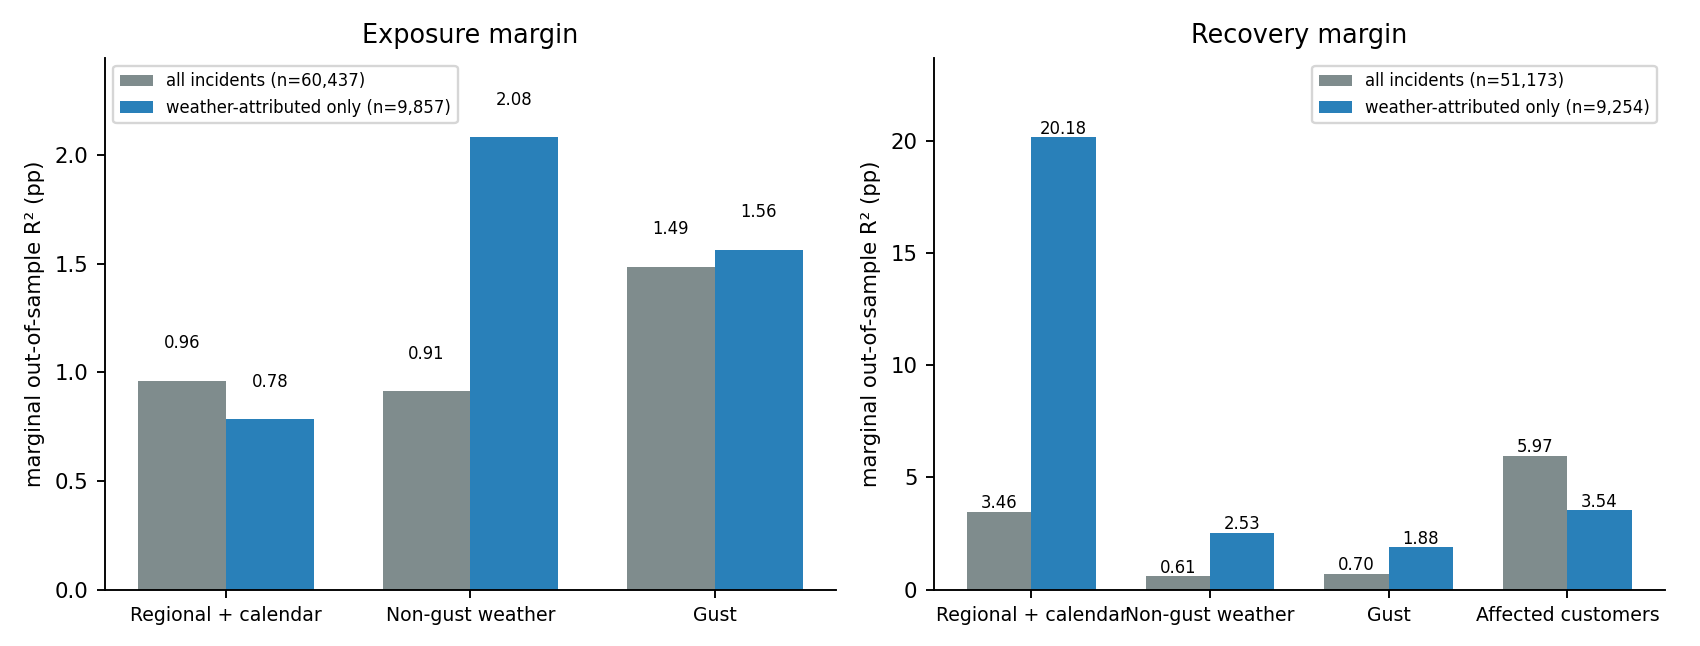 Exposure margin
all incidents (n=60,437)
weather-attributed only (n=9,857)
marginal out-of-sample R² (pp)
2.0
1.5
1.0
0.5
0.0
0.96
0.78
0.91
2.08
1.49
1.56
Regional + calendar
Non-gust weather
Gust
Recovery margin
all incidents (n=51,173)
weather-attributed only (n=9,254)
marginal out-of-sample R² (pp)
20
15
10
5
0
3.46
20.18
0.61
2.53
0.70
1.88
5.97
3.54
Regional + calendar
Non-gust weather
Gust
Affected customers